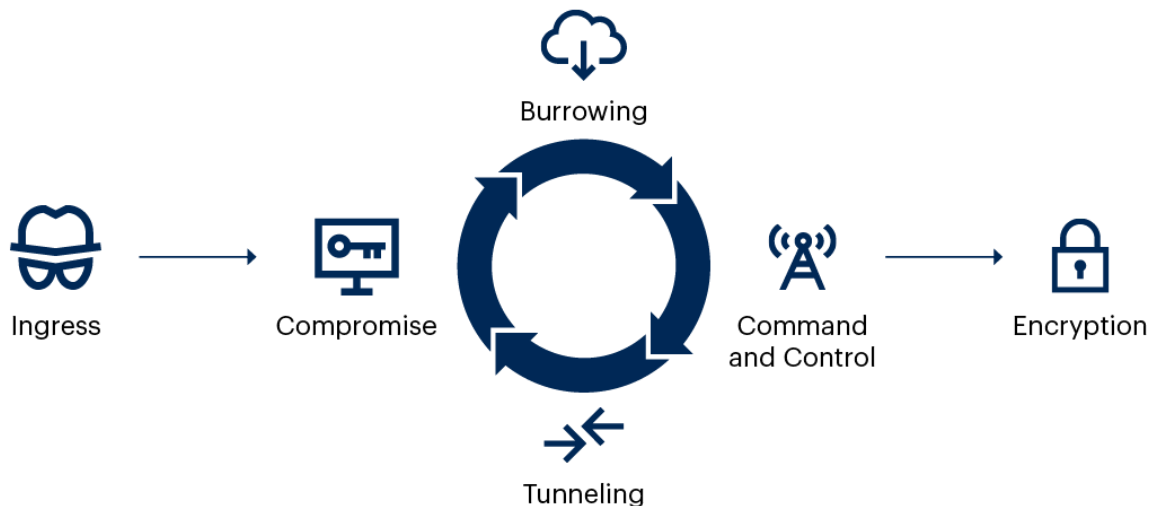 Burrowing
Ingress
Compromise
Command
and Control
Encryption
Tunneling